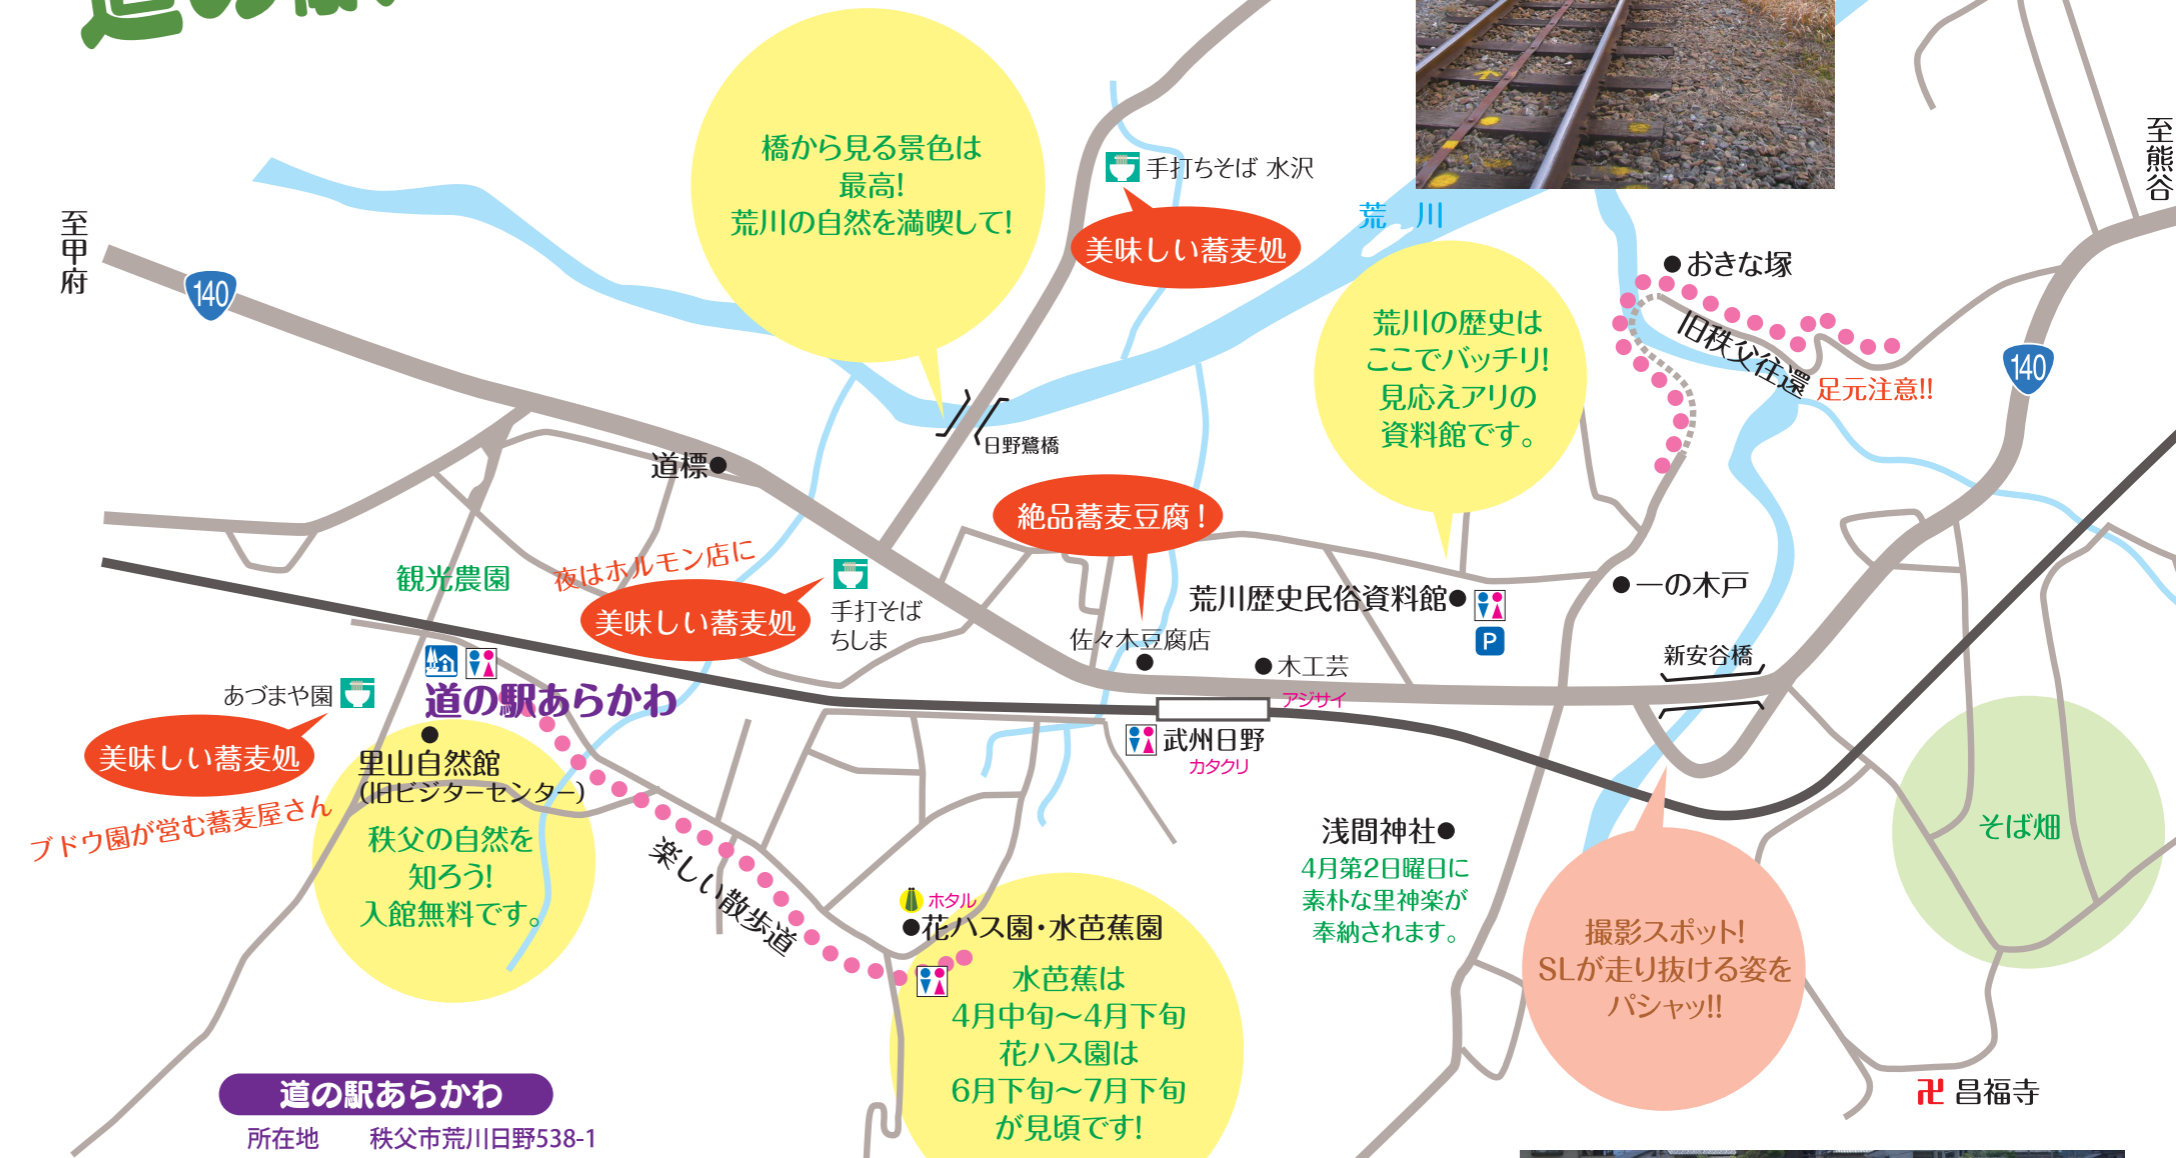 道の
橋から見る景色は
最高!
荒川の自然を満喫して!
手打ちそば 水沢
美味しい蕎麦処
荒 川
至熊谷
至甲府
140
おきな塚
旧秩父往還
足元注意!!
140
荒川の歴史は
ここでバッチリ!
見応えアリの
資料館です。
日野鷺橋
道標
絶品蕎麦豆腐!
観光農園
夜はホルモン店に
美味しい蕎麦処
手打そば
ちしま
佐々木豆腐店
荒川歴史民俗資料館
P
一の木戸
木工芸
新安谷橋
アジサイ
武州日野
カタクリ
あづまや園
美味しい蕎麦処
ブドウ園が営む蕎麦屋さん
道の駅あらかわ
里山自然館
(旧ビジターセンター)
秩父の自然を
知ろう!
入館無料です。
楽しい散歩道
ホタル
花ハス園・水芭蕉園
水芭蕉は
4月中旬〜4月下旬
花ハス園は
6月下旬〜7月下旬
が見頃です!
浅間神社
4月第2日曜日に
素朴な里神楽が
奉納されます。
撮影スポット!
SLが走り抜ける姿を
パシャッ!!
そば畑
卍 昌福寺
道の駅あらかわ
所在地 秩父市荒川日野538-1